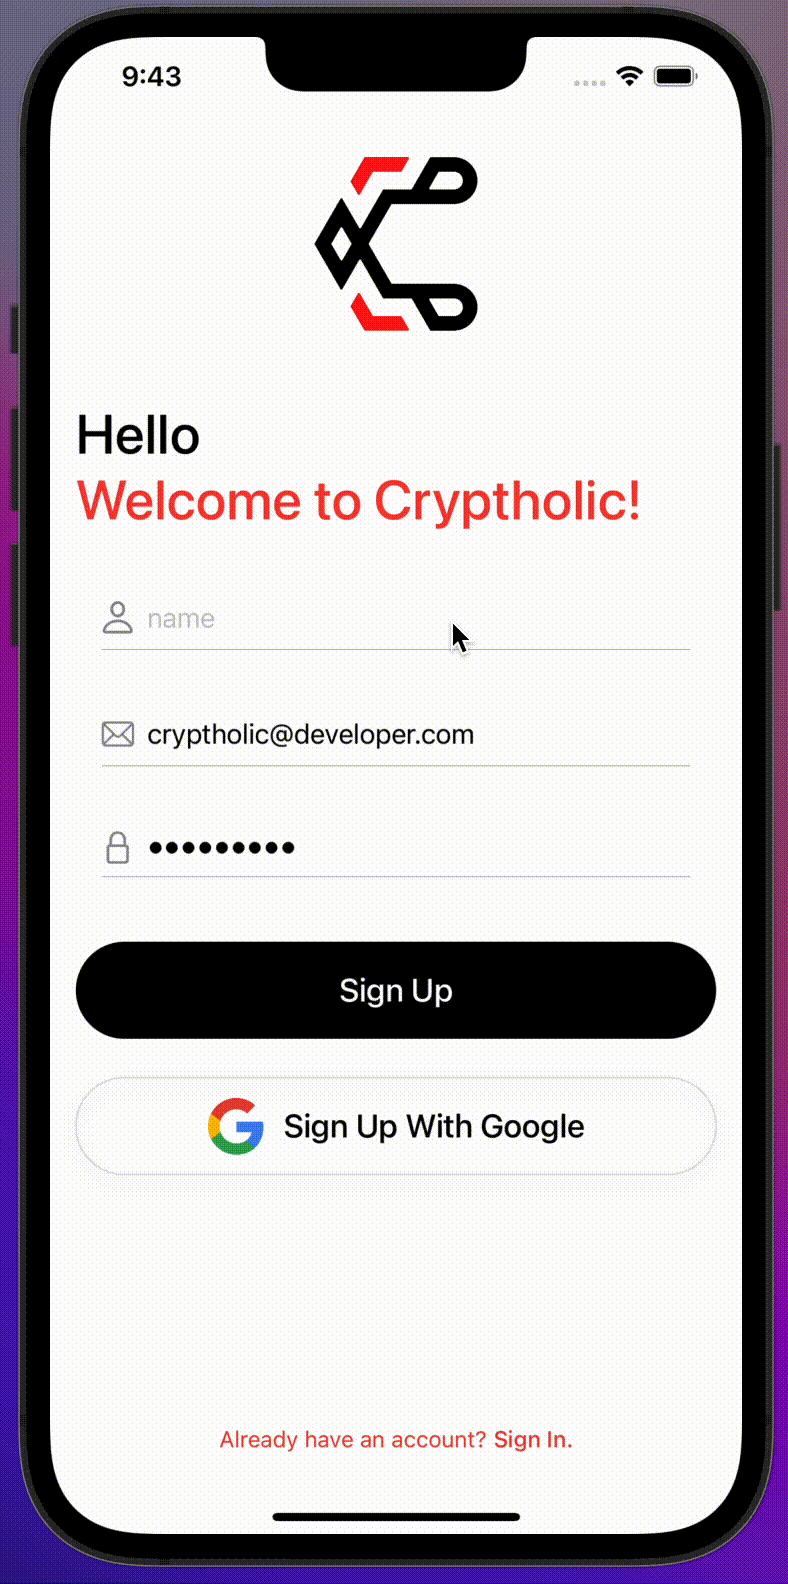 9:43
Hello
Welcome to Cryptholic!
name
cryptholic@developer.com
•••••••••
Sign Up
Sign Up With Google
Already have an account? Sign In.